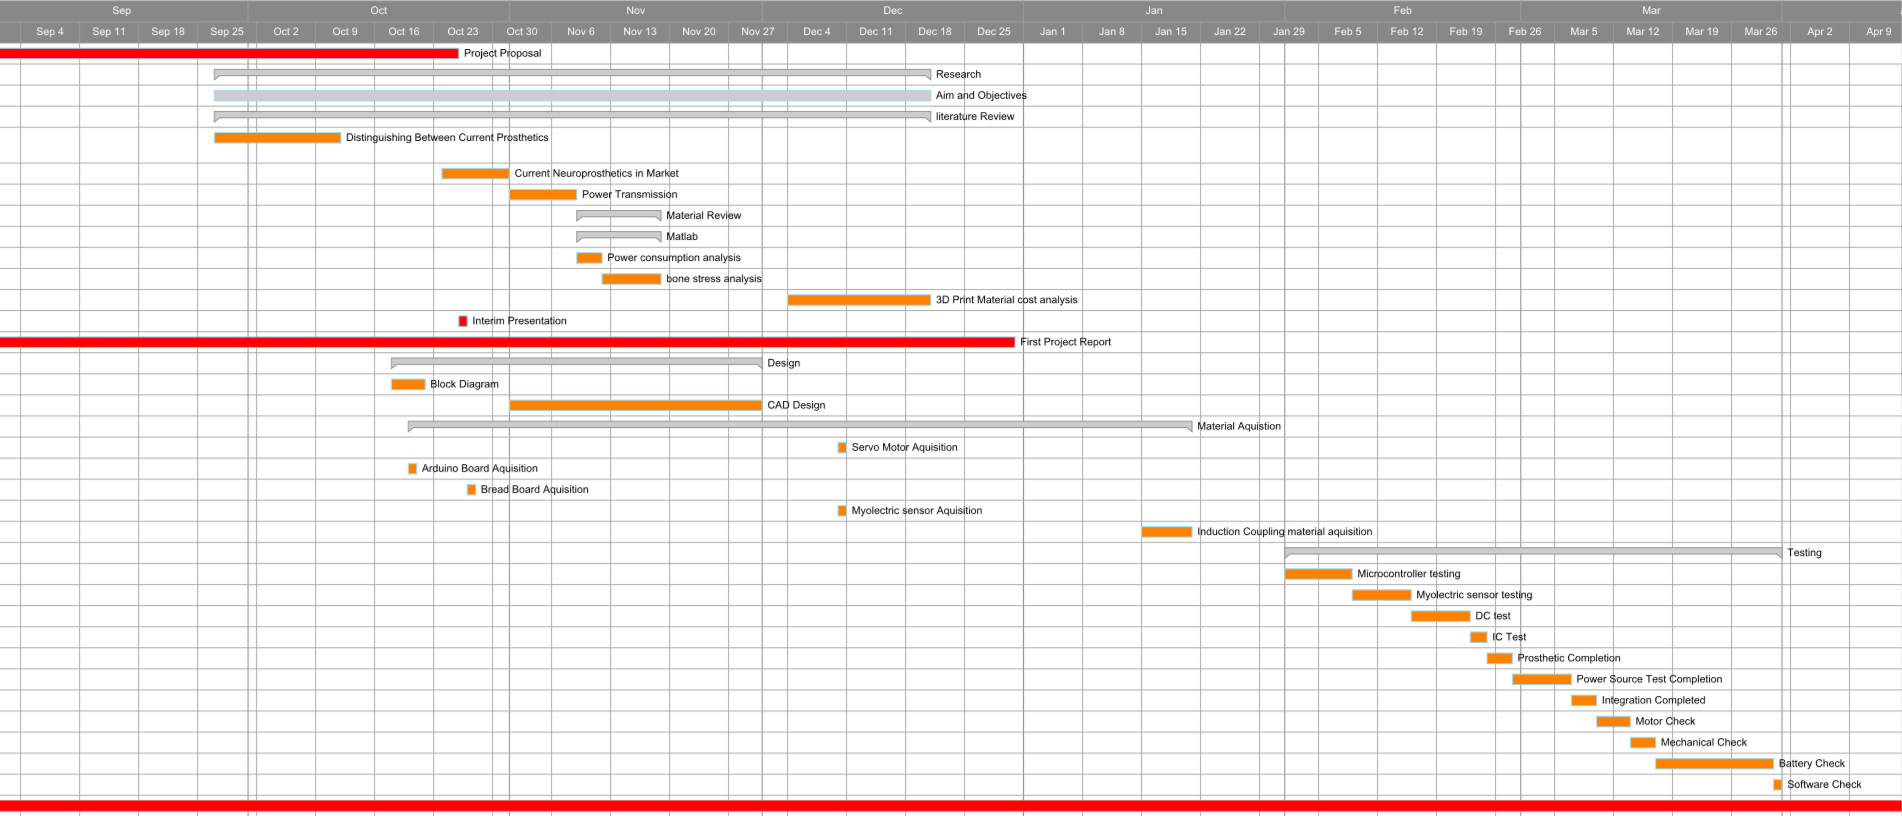 Sep Oct Nov Dec Jan Feb Mar
Sep 4 Sep 11 Sep 18 Sep 25 Oct 2 Oct 9 Oct 16 Oct 23 Oct 30 Nov 6 Nov 13 Nov 20 Nov 27 Dec 4 Dec 11 Dec 18 Dec 25 Jan 1 Jan 8 Jan 15 Jan 22 Jan 29 Feb 5 Feb 12 Feb 19 Feb 26 Mar 5 Mar 12 Mar 19 Mar 26 Apr 2 Apr 9
Project Proposal
Research
Aim and Objectives
literature Review
Distinguishing Between Current Prosthetics
Current Neuroprosthetics in Market
Power Transmission
Material Review
Matlab
Power consumption analysis
bone stress analysis
3D Print Material cost analysis
Interim Presentation
First Project Report
Design
Block Diagram
CAD Design
Material Aquistion
Servo Motor Aquisition
Arduino Board Aquisition
Bread Board Aquisition
Myolectric sensor Aquisition
Induction Coupling material aquisition
Testing
Microcontroller testing
Myolectric sensor testing
DC test
IC Test
Prosthetic Completion
Power Source Test Completion
Integration Completed
Motor Check
Mechanical Check
Battery Check
Software Check